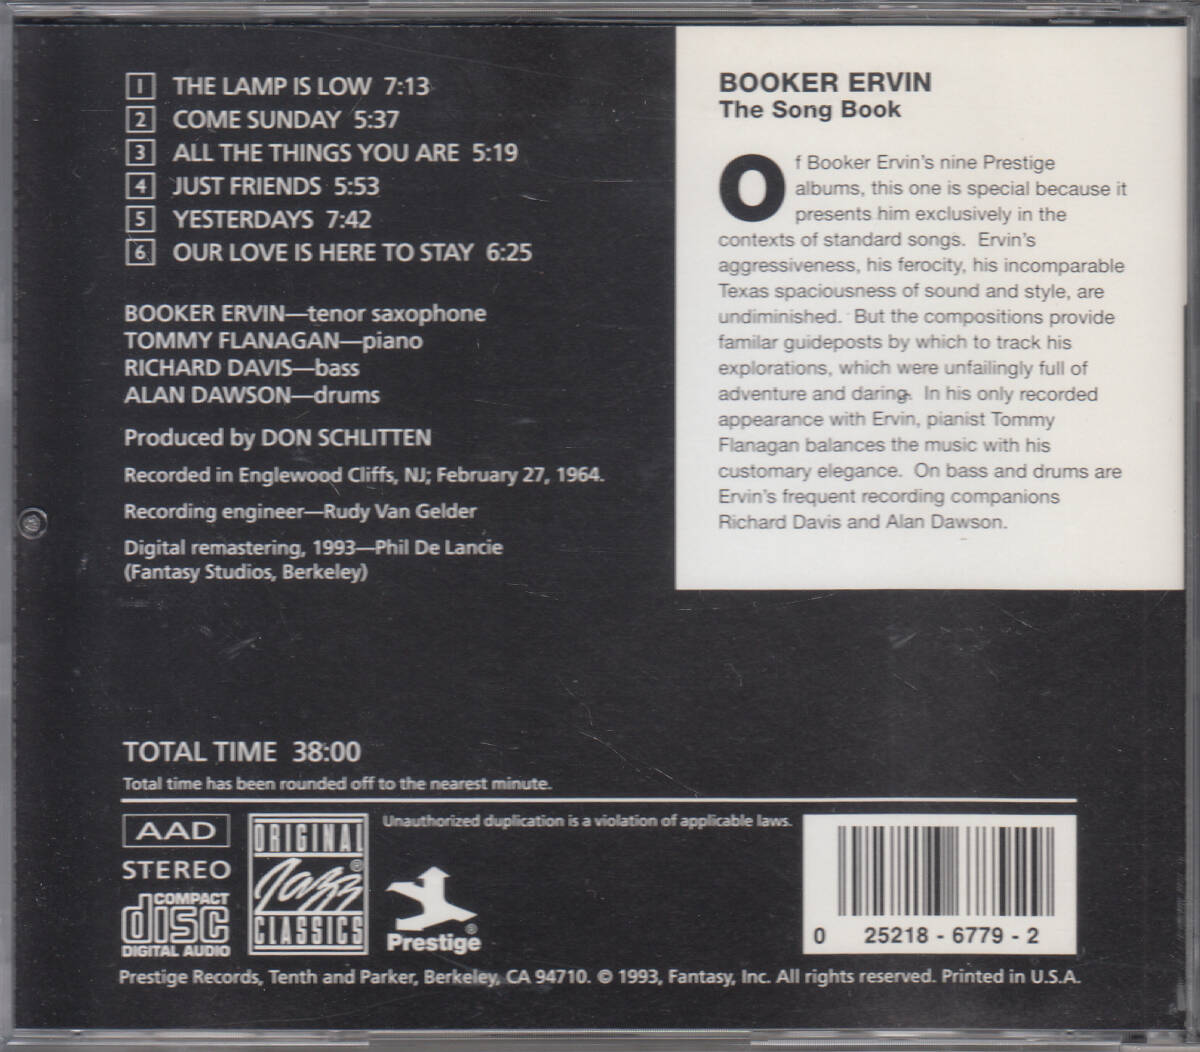 1 THE LAMP IS LOW 7:13
2 COME SUNDAY 5:37
3 ALL THE THINGS YOU ARE 5:19
4 JUST FRIENDS 5:53
5 YESTERDAYS 7:42
6 OUR LOVE IS HERE TO STAY 6:25
BOOKER ERVIN—tenor saxophone
TOMMY FLANAGAN—piano
RICHARD DAVIS—bass
ALAN DAWSON—drums
Produced by DON SCHLITTEN
Recorded in Englewood Cliffs, NJ; February 27, 1964.
Recording engineer—Rudy Van Gelder
Digital remastering, 1993—Phil De Lancie
(Fantasy Studios, Berkeley)
BOOKER ERVIN
The Song Book
Of Booker Ervin's nine Prestige
albums, this one is special because it
presents him exclusively in the
contexts of standard songs. Ervin's
aggressiveness, his ferocity, his incomparable
Texas spaciousness of sound and style, are
undiminished. But the compositions provide
familar guideposts by which to track his
explorations, which were unfailingly full of
adventure and daring. In his only recorded
appearance with Ervin, pianist Tommy
Flanagan balances the music with his
customary elegance. On bass and drums are
Ervin's frequent recording companions
Richard Davis and Alan Dawson.
TOTAL TIME 38:00
Total time has been rounded off to the nearest minute.
AAD
STEREO
COMPACT
disc
DIGITAL AUDIO
ORIGINAL
Jazz®
CLASSICS
Unauthorized duplication is a violation of applicable laws.
Prestige®
0 25218 - 6779 - 2
Prestige Records, Tenth and Parker, Berkeley, CA 94710. © 1993, Fantasy, Inc. All rights reserved. Printed in U.S.A.